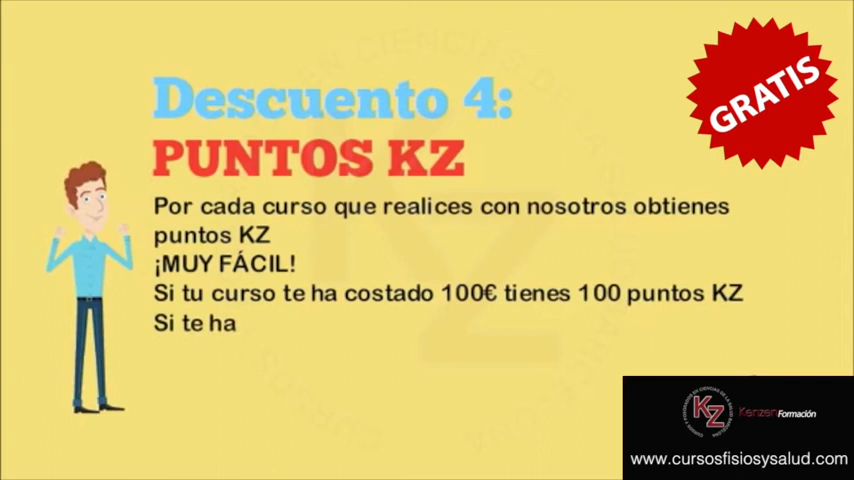 Descuento 4:
GRATIS
PUNTOS KZ
Por cada curso que realices con nosotros obtienes
puntos KZ
¡MUY FÁCIL!
Si tu curso te ha costado 100€ tienes 100 puntos KZ
Si te ha
KZ
Kenzen Formación
www.cursosfisiosysalud.com